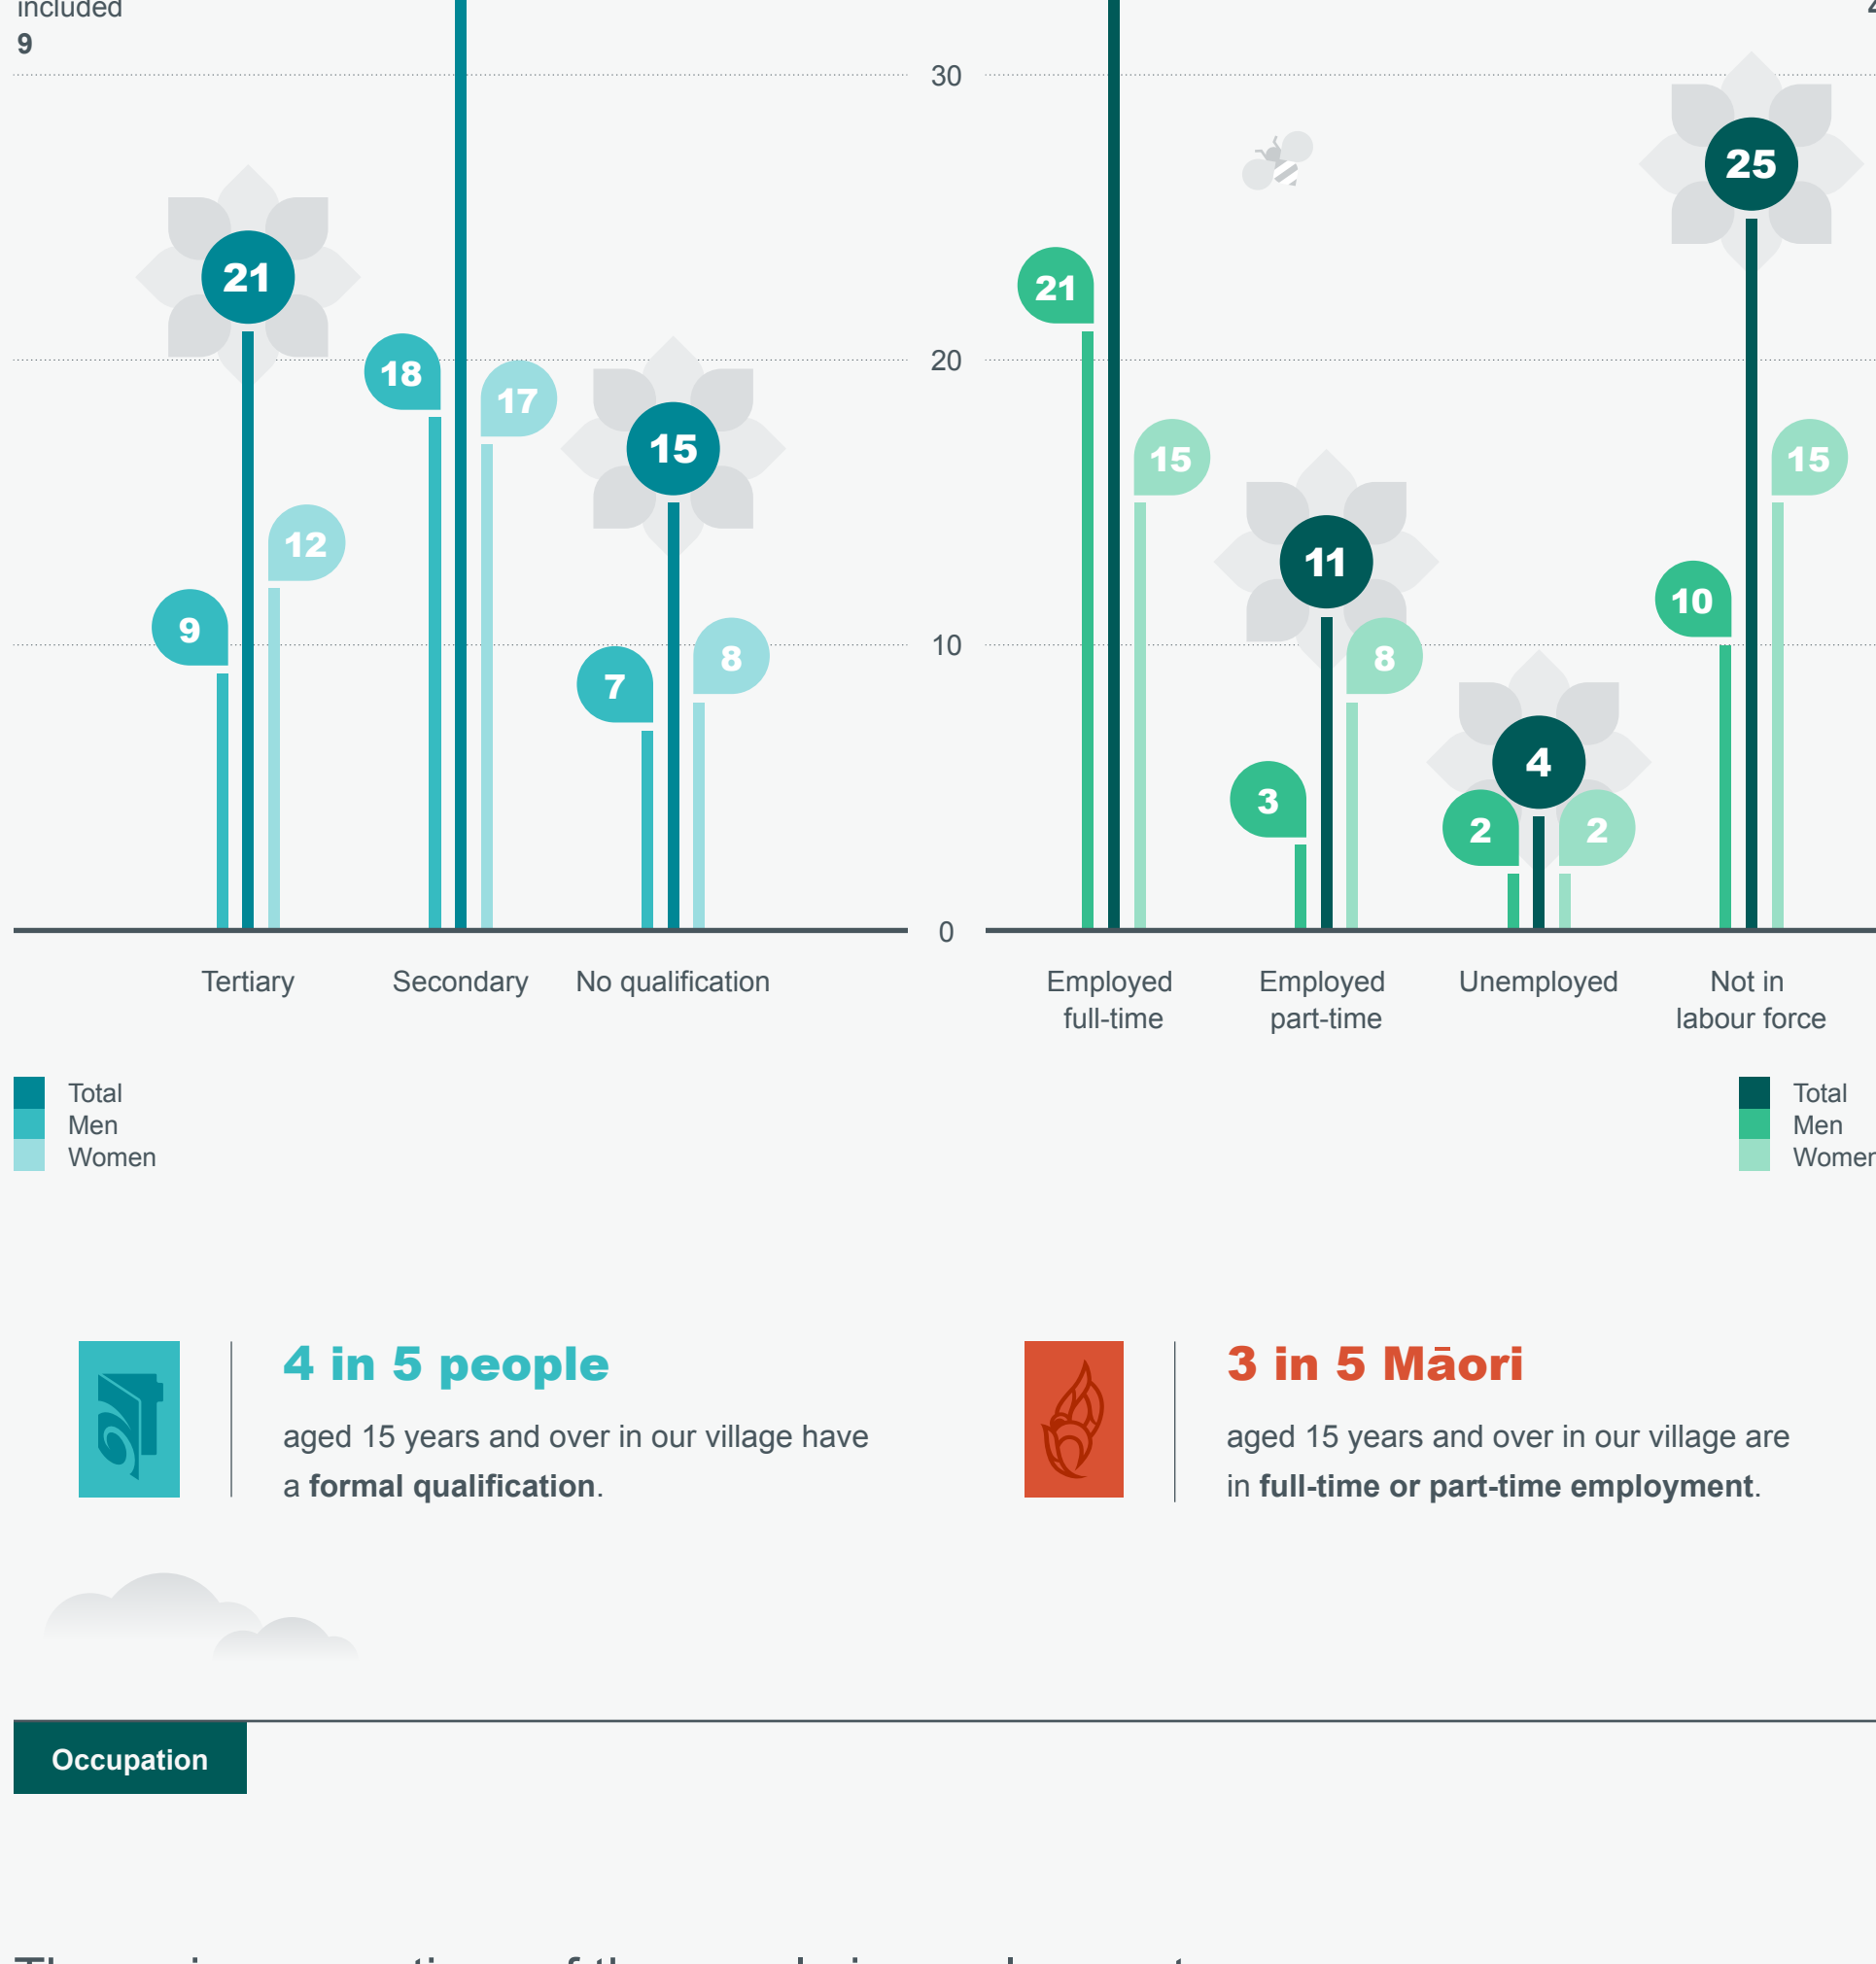 included
9
30
20
10
0
21
9
12
18
17
15
7
8
Tertiary
Secondary
No qualification
Total
Men
Women
21
15
11
3
8
4
2
2
25
10
15
Employed
full-time
Employed
part-time
Unemployed
Not in
labour force
Total
Men
Women
4 in 5 people
aged 15 years and over in our village have
a formal qualification.
3 in 5 Māori
aged 15 years and over in our village are
in full-time or part-time employment.
Occupation